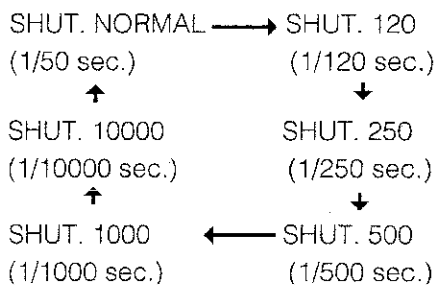 SHUT. NORMAL → SHUT. 120
(1/50 sec.) (1/120 sec.)
SHUT. 10000 SHUT. 250
(1/10000 sec.) (1/250 sec.)
SHUT. 1000 ← SHUT. 500
(1/1000 sec.) (1/500 sec.)